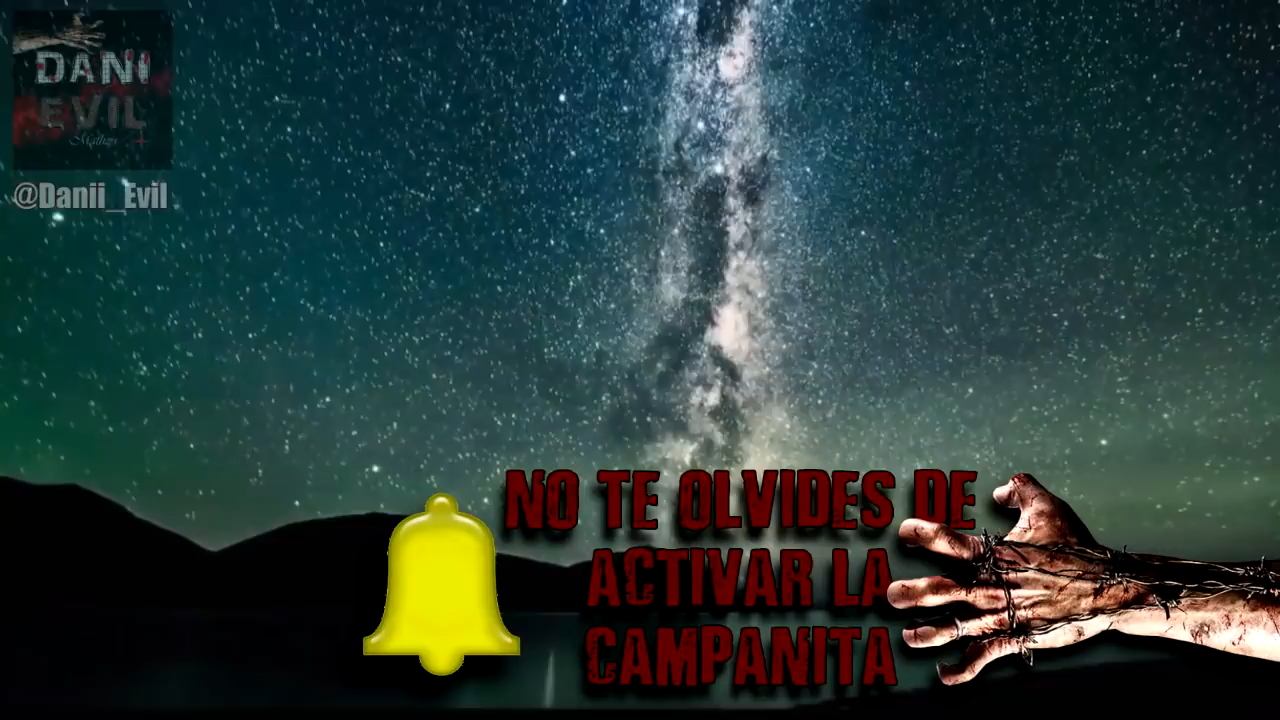 DANI
EVIL
@Danii_Evil
NO TE OLVIDES DE
ACTIVAR LA
CAMPANITA